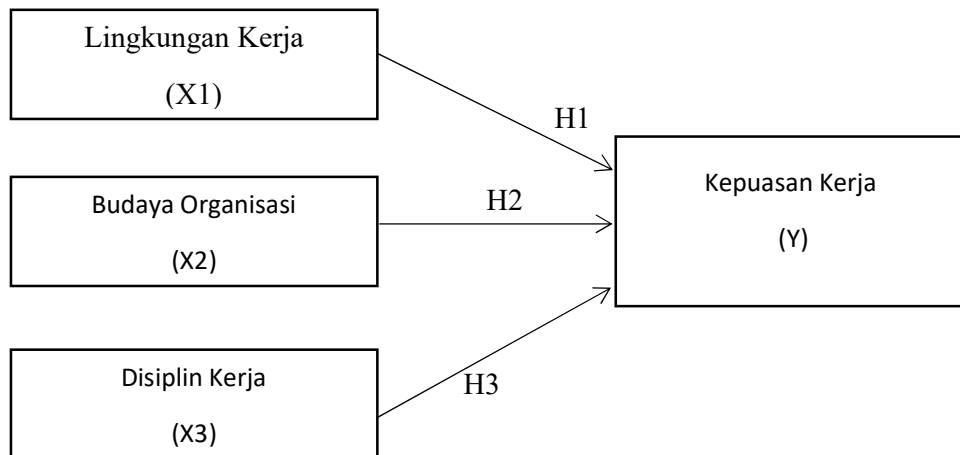 Lingkungan Kerja
(X1)
H1
Budaya Organisasi
(X2)
H2
Kepuasan Kerja
(Y)
Disiplin Kerja
(X3)
H3